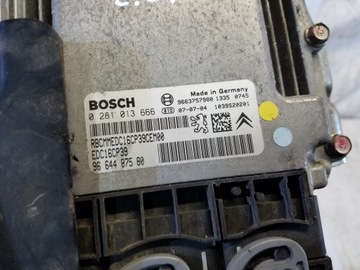 BOSCH
Made in Germany
0 281 013 666
9663757980 1335 0745
07-07-04 1039S20201
RBCMMEDC16CP39CEM00
EDC16CP39
96 644 875 80